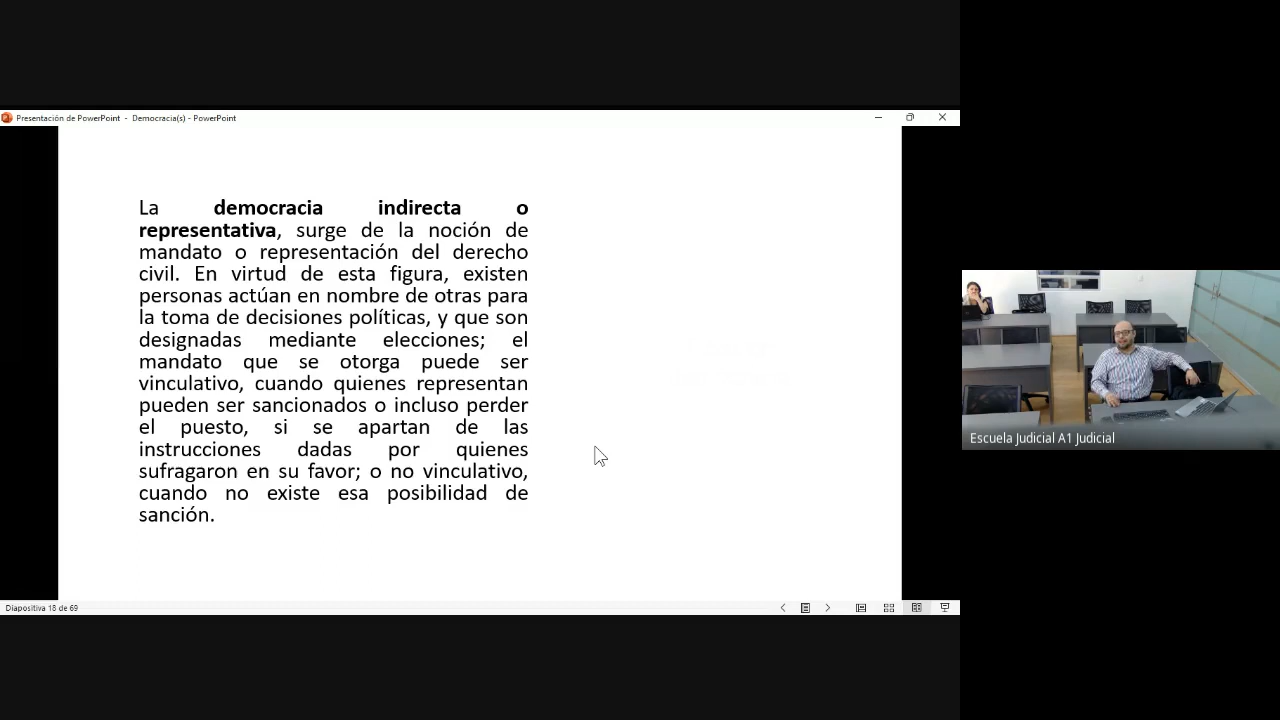 Presentación de PowerPoint - Democracia(s) - PowerPoint
La democracia indirecta o
representativa, surge de la noción de
mandato o representación del derecho
civil. En virtud de esta figura, existen
personas actúan en nombre de otras para
la toma de decisiones políticas, y que son
designadas mediante elecciones; el
mandato que se otorga puede ser
vinculativo, cuando quienes representan
pueden ser sancionados o incluso perder
el puesto, si se apartan de las
instrucciones dadas por quienes
sufragaron en su favor; o no vinculativo,
cuando no existe esa posibilidad de
sanción.
Escuela Judicial A1 Judicial
Diapositiva 18 de 69